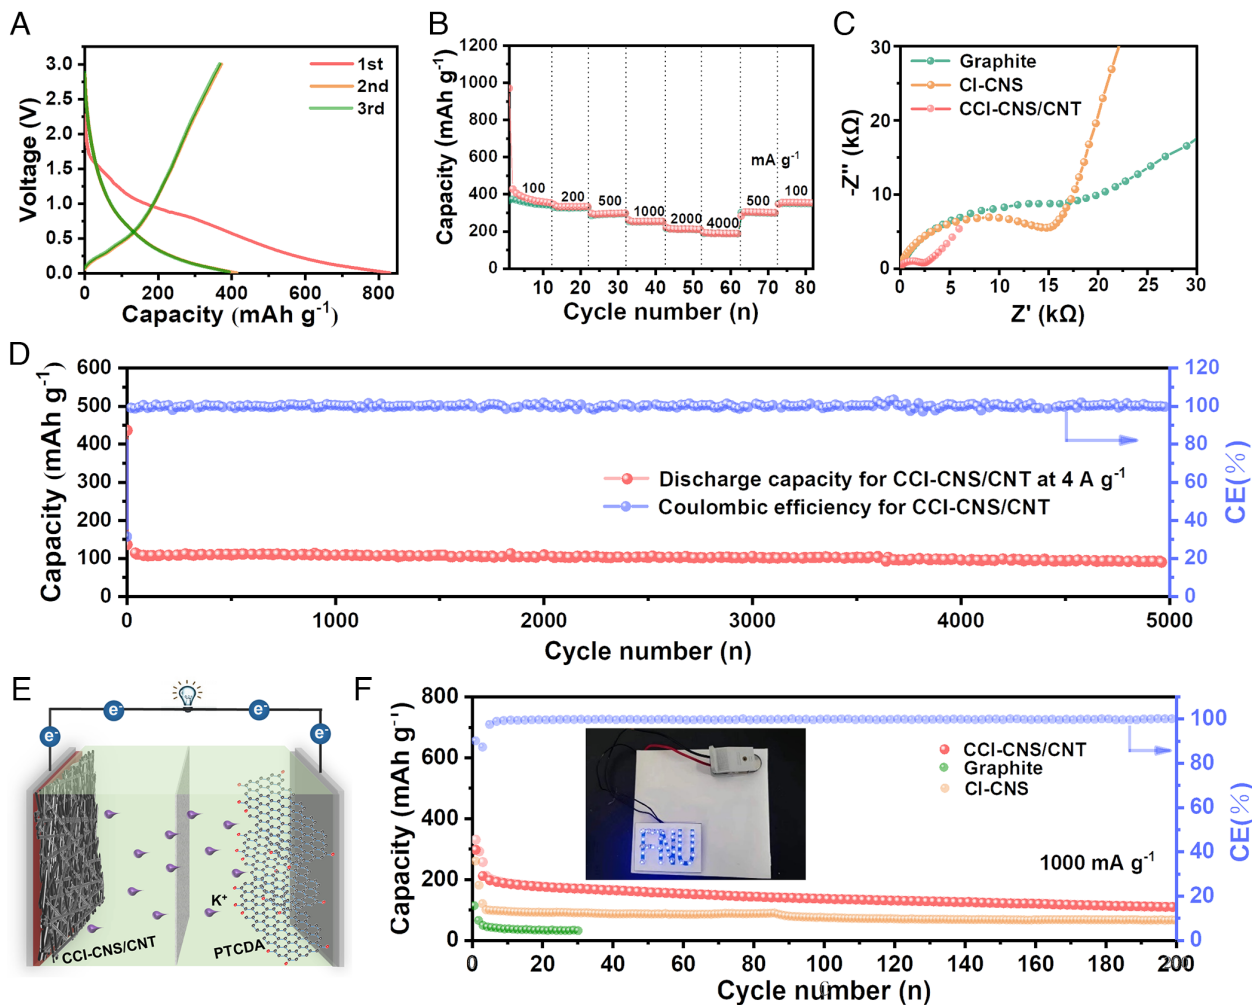 A
Voltage (V)
3.0
2.5
2.0
1.5
1.0
0.5
0.0
1st
2nd
3rd
0
200
400
600
800
Capacity (mAh g-1)
B
Capacity (mAh g-1)
1200
1000
800
600
400
200
0
mA g-1
100
200
500
1000
2000
4000
500
100
10
20
30
40
50
60
70
80
Cycle number (n)
C
-Z'' (kΩ)
30
20
10
0
Graphite
CI-CNS
CCI-CNS/CNT
0
5
10
15
20
25
30
Z' (kΩ)
D
Capacity (mAh g-1)
600
500
400
300
200
100
0
Discharge capacity for CCI-CNS/CNT at 4 A g-1
Coulombic efficiency for CCI-CNS/CNT
120
100
80
60
40
20
0
CE(%)
0
1000
2000
3000
4000
5000
Cycle number (n)
E
e-
e-
e-
e-
K+
CCI-CNS/CNT
PTCDA
F
Capacity (mAh g-1)
800
600
400
200
0
FNU
CCI-CNS/CNT
Graphite
CI-CNS
1000 mA g-1
100
80
60
40
20
0
CE(%)
0
20
40
60
80
100
120
140
160
180
200
Cycle number (n)